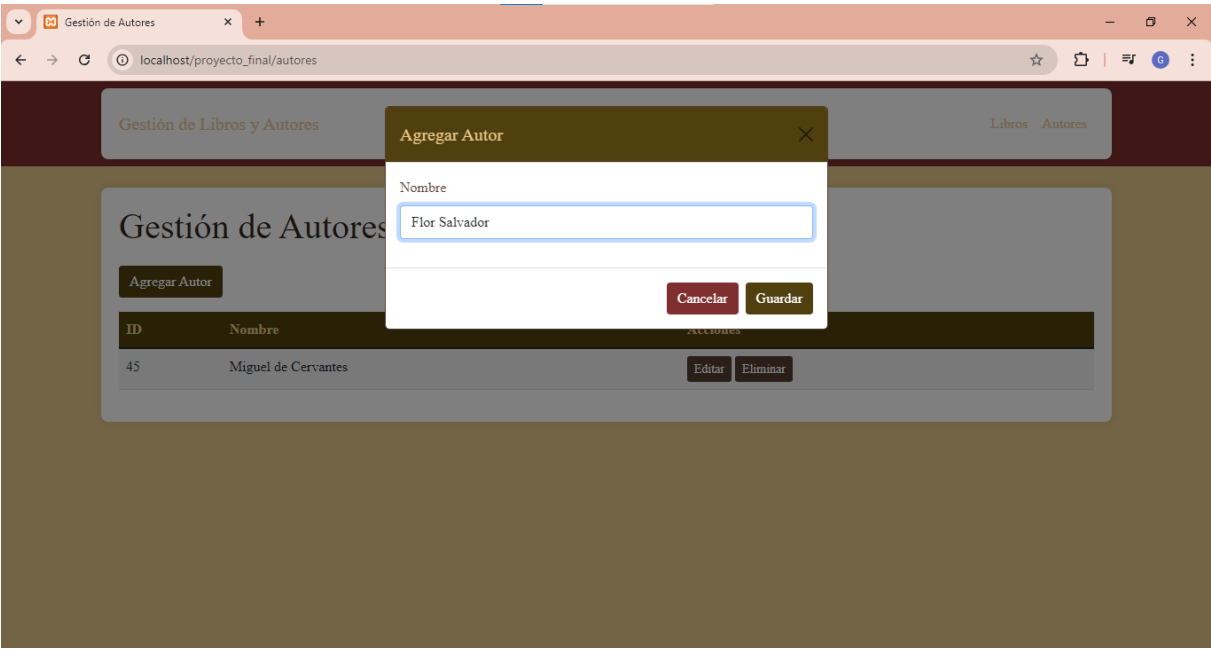 Gestión de Autores
localhost/proyecto_final/autores
G
Gestión de Libros y Autores
Libros Autores
Agregar Autor
Nombre
Flor Salvador
Cancelar Guardar
Gestión de Autores
Agregar Autor
ID Nombre Acciones
45 Miguel de Cervantes Editar Eliminar